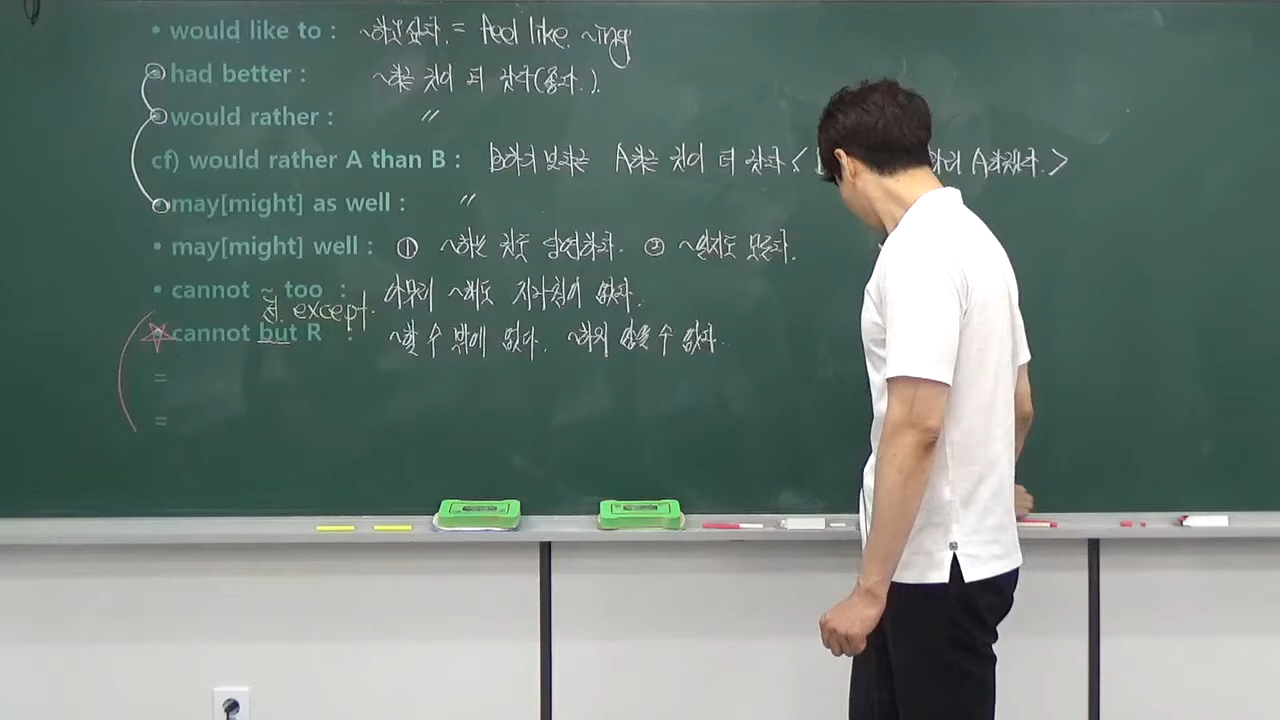 • would like to : ~하고 싶다. = feel like ~ing
had better : ~하는 것이 더 낫다(좋다.).
would rather : 〃
cf) would rather A than B : B하기 보다는 A하는 것이 더 낫다 < A하겠다. >
may[might] as well : 〃
• may[might] well : ① ~하는 것도 당연하다. ② ~일지도 모른다.
• cannot ~ too : 아무리 ~해도 지나침이 없다.
전. except.
cannot but R : ~할 수 밖에 없다. ~하지 않을 수 없다.
=
=